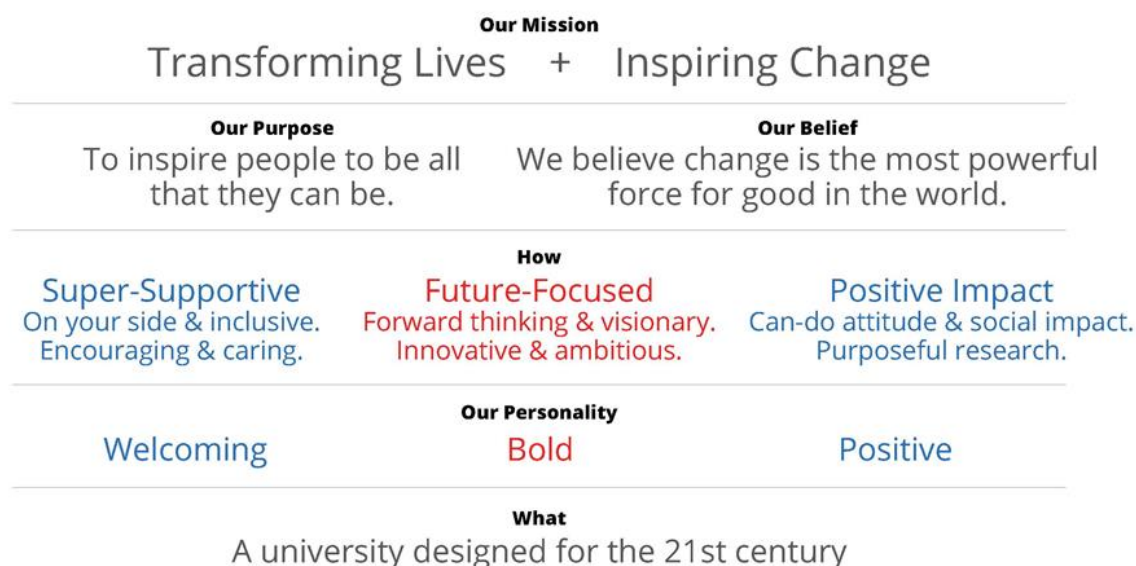 Our Mission
Transforming Lives + Inspiring Change
Our Purpose
To inspire people to be all
that they can be.
Our Belief
We believe change is the most powerful
force for good in the world.
How
Super-Supportive
On your side & inclusive.
Encouraging & caring.
Future-Focused
Forward thinking & visionary.
Innovative & ambitious.
Positive Impact
Can-do attitude & social impact.
Purposeful research.
Our Personality
Welcoming
Bold
Positive
What
A university designed for the 21st century